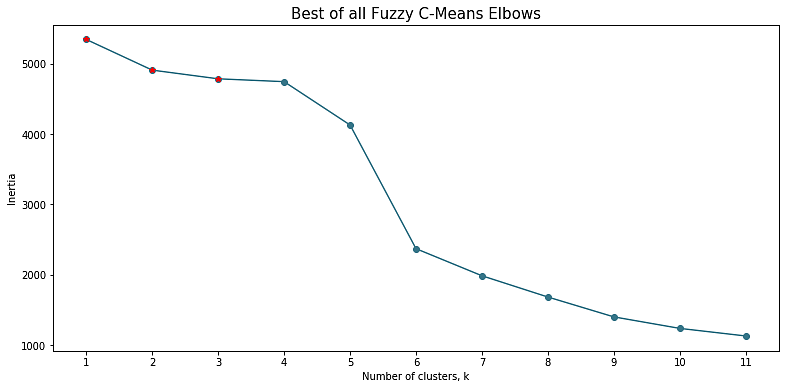 Best of all Fuzzy C-Means Elbows
5000
4000
3000
2000
1000
Inertia
1 2 3 4 5 6 7 8 9 10 11
Number of clusters, k